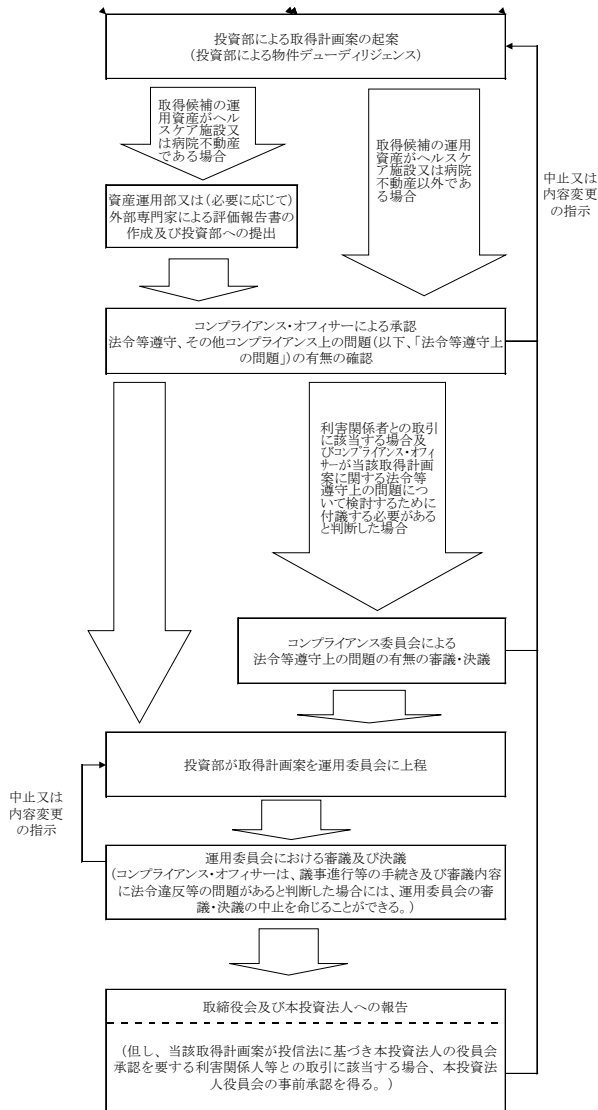 投資部による取得計画案の起案
(投資部による物件デューディリジェンス)
取得候補の運
用資産がヘル
スケア施設又
は病院不動産
である場合
取得候補の運用
資産がヘルスケア
施設又は病院
不動産以外であ
る場合
中止又は
内容変更
の指示
資産運用部又は(必要に応じて)
外部専門家による評価報告書の
作成及び投資部への提出
コンプライアンス・オフィサーによる承認
法令等遵守、その他コンプライアンス上の問題(以下、「法令等遵守上
の問題」)の有無の確認
利害関係者との取引
に該当する場合及
びコンプライアンス・オフィ
サーが当該取得計画
案に関する法令等
遵守上の問題につ
いて検討するために
付議する必要がある
と判断した場合
コンプライアンス委員会による
法令等遵守上の問題の有無の審議・決議
投資部が取得計画案を運用委員会に上程
中止又は
内容変更
の指示
運用委員会における審議及び決議
(コンプライアンス・オフィサーは、議事進行等の手続き及び審議内容
に法令違反等の問題があると判断した場合には、運用委員会の審
議・決議の中止を命じることができる。)
取締役会及び本投資法人への報告
(但し、当該取得計画案が投信法に基づき本投資法人の役員会
承認を要する利害関係人等との取引に該当する場合、本投資法
人役員会の事前承認を得る。)